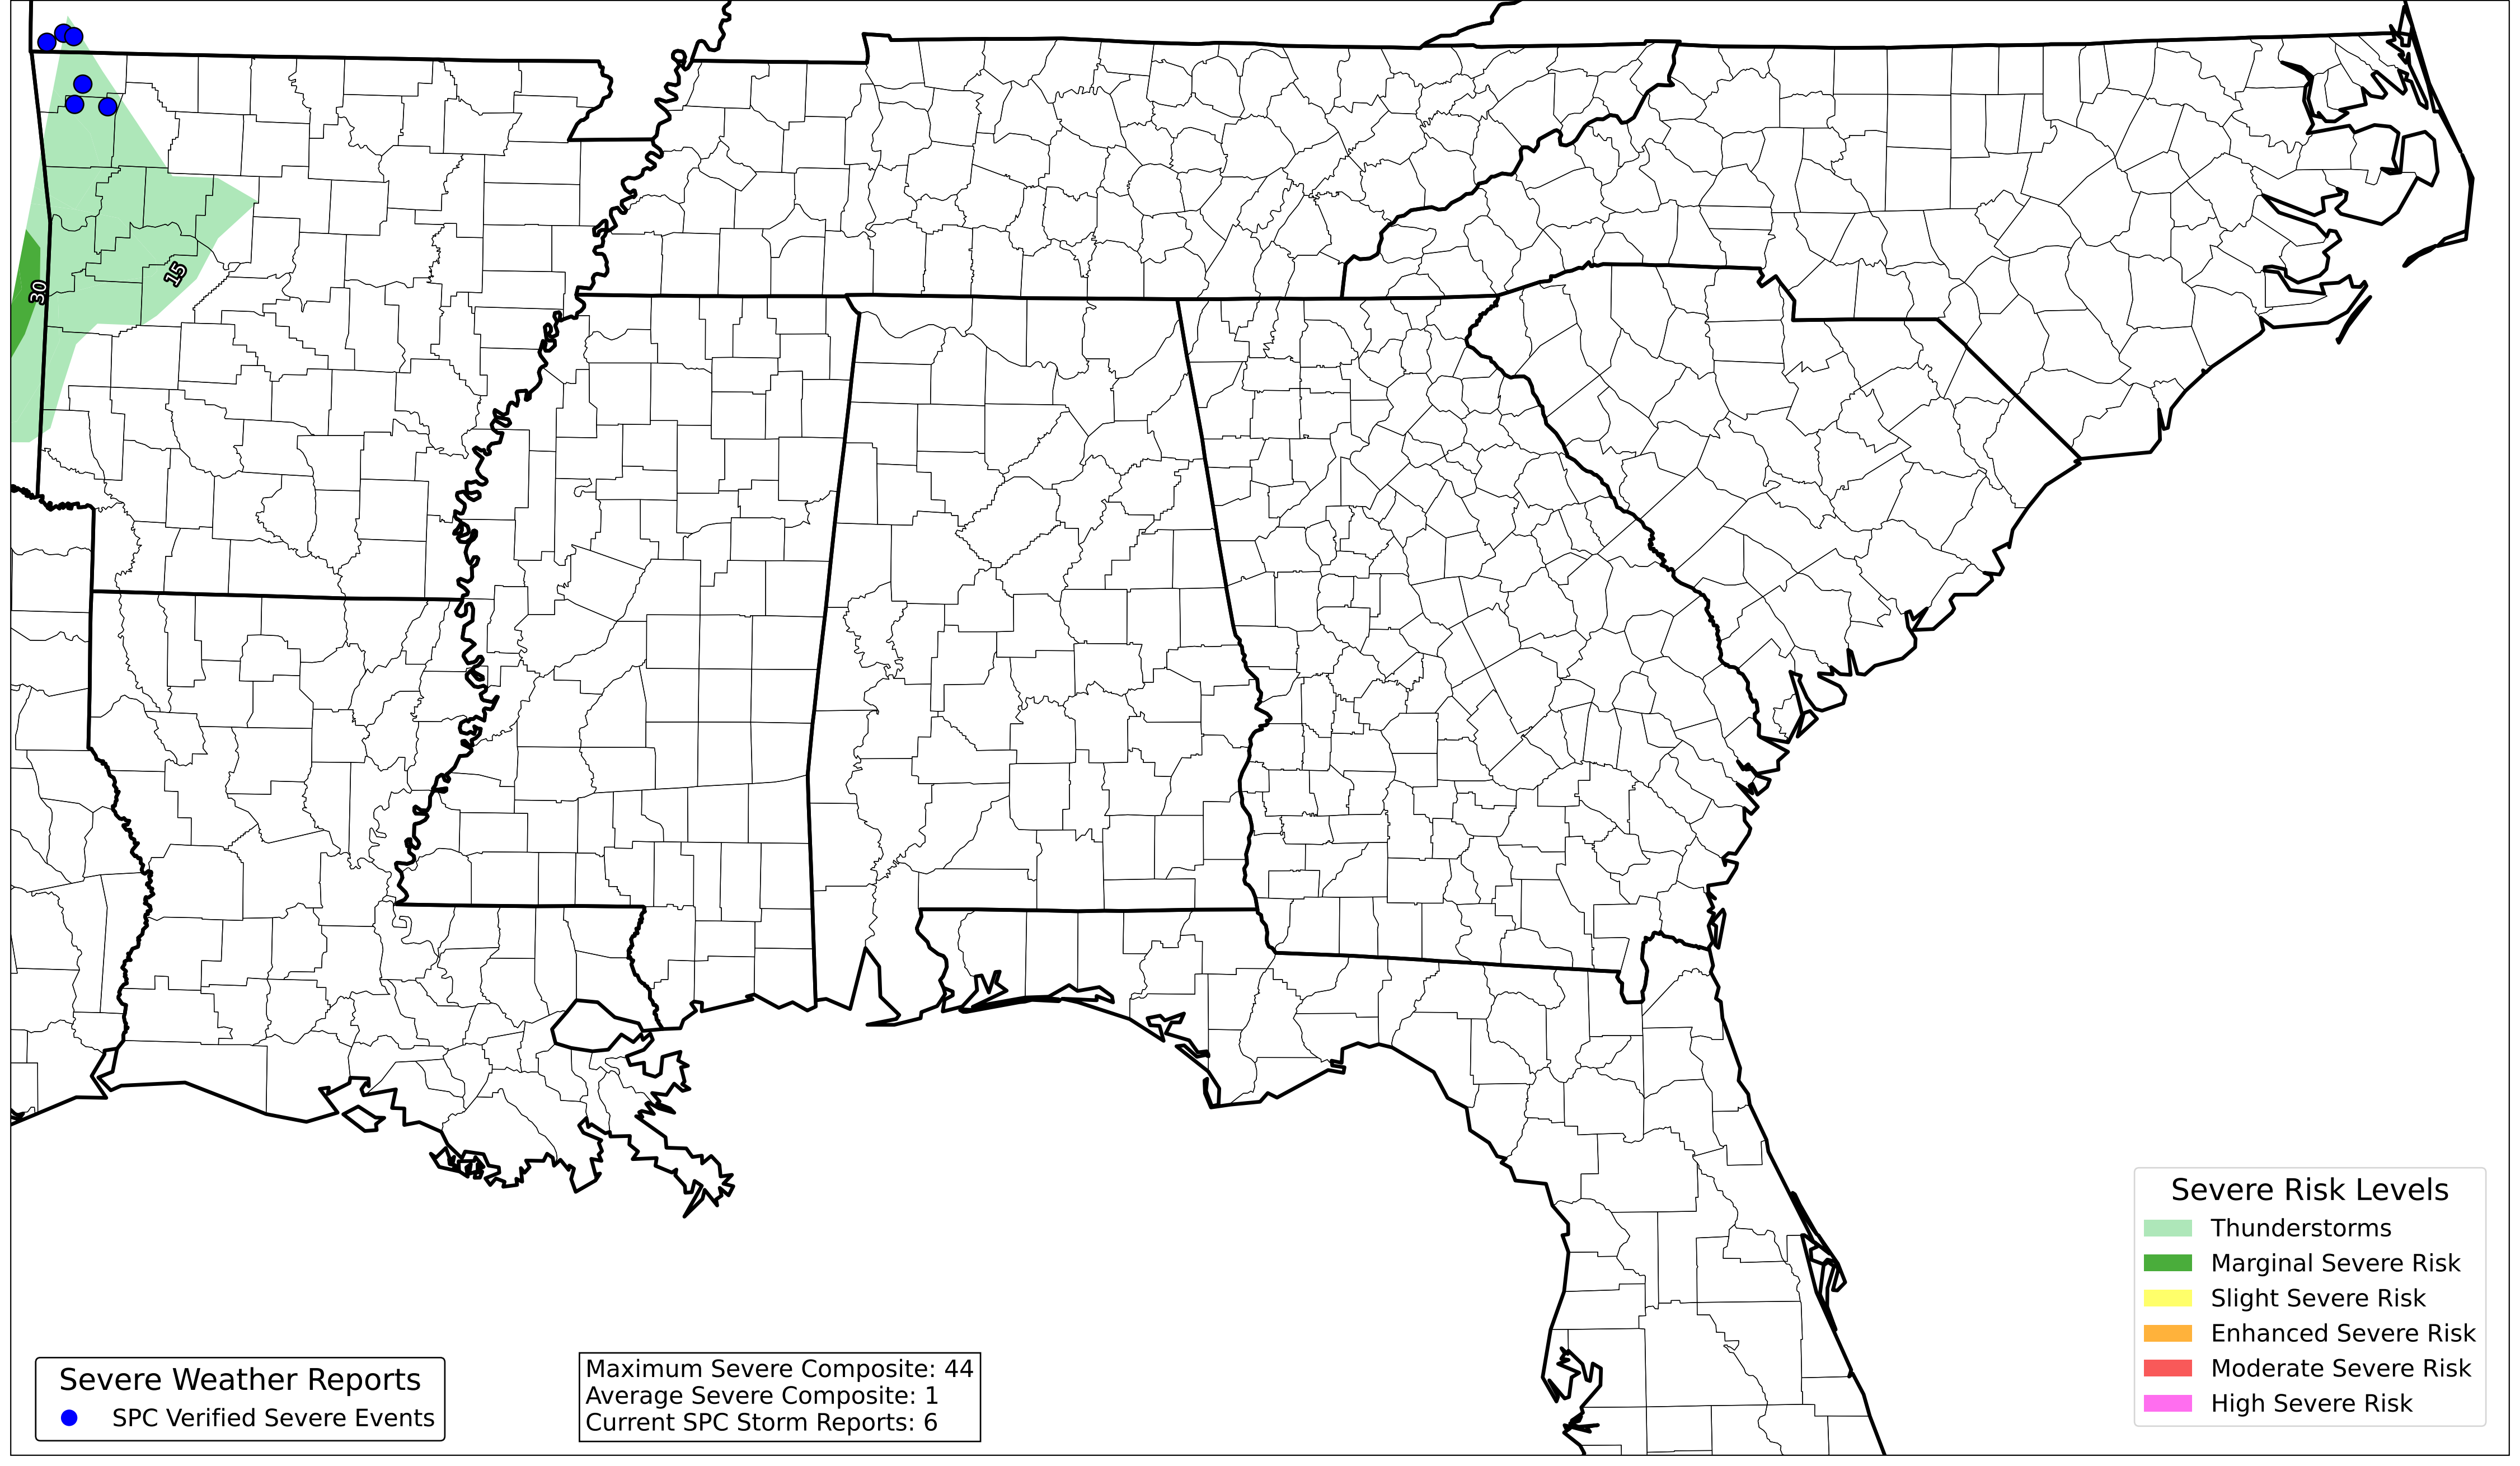 15
30
Severe Weather Reports
SPC Verified Severe Events
Maximum Severe Composite: 44
Average Severe Composite: 1
Current SPC Storm Reports: 6
Severe Risk Levels
Thunderstorms
Marginal Severe Risk
Slight Severe Risk
Enhanced Severe Risk
Moderate Severe Risk
High Severe Risk